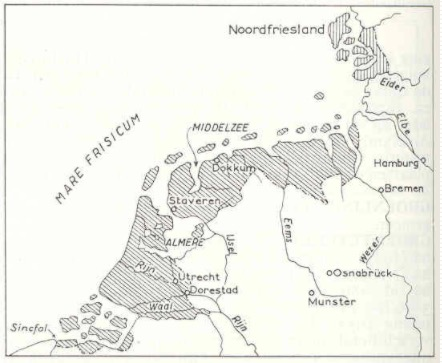 Noordfriesland
Eider
Elbe
MIDDELZEE
MARE FRISICUM
Dokkum
Hamburg
Bremen
Staveren
ALMERE
IJsel
Eems
Wezer
Rijn
Utrecht
Osnabrück
Dorestad
Munster
Waal
Sincfal
Rijn